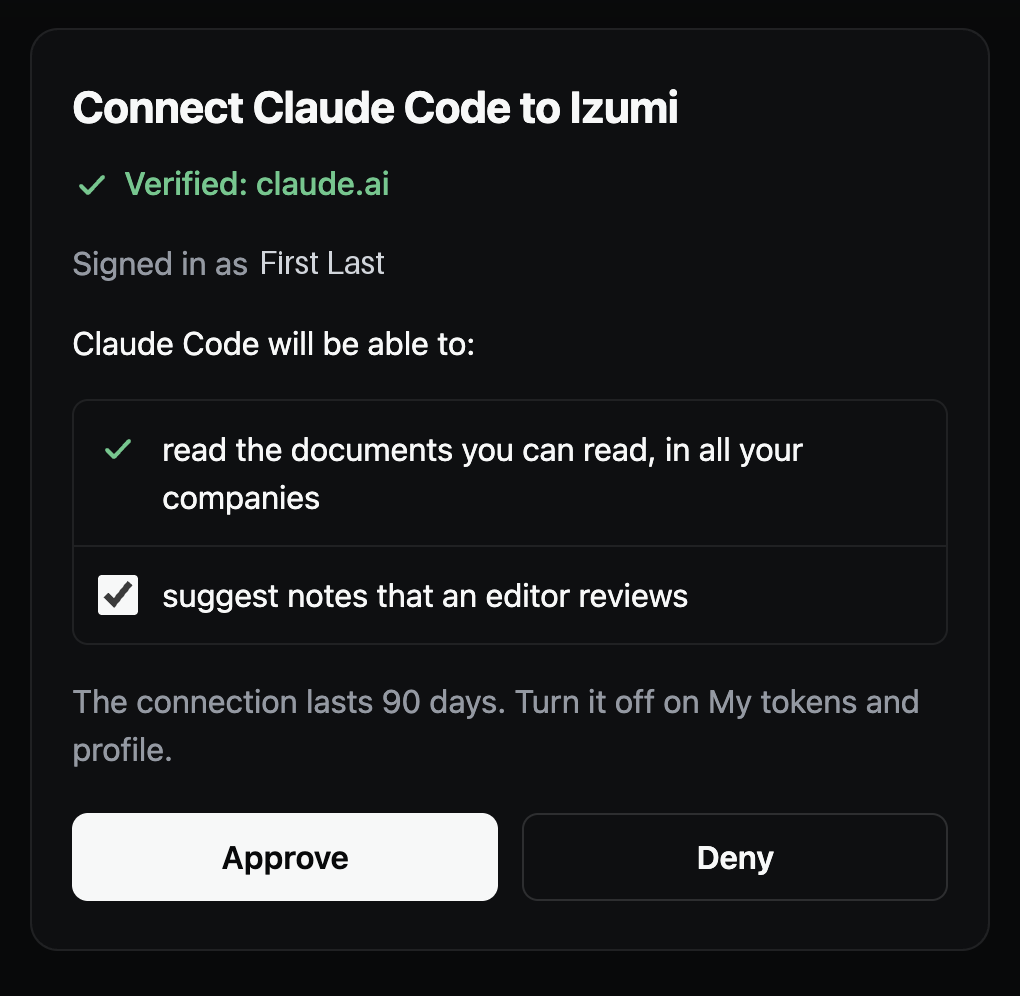 Connect Claude Code to Izumi
Verified: claude.ai
Signed in as First Last
Claude Code will be able to:
read the documents you can read, in all your
companies
suggest notes that an editor reviews
The connection lasts 90 days. Turn it off on My tokens and
profile.
Approve
Deny